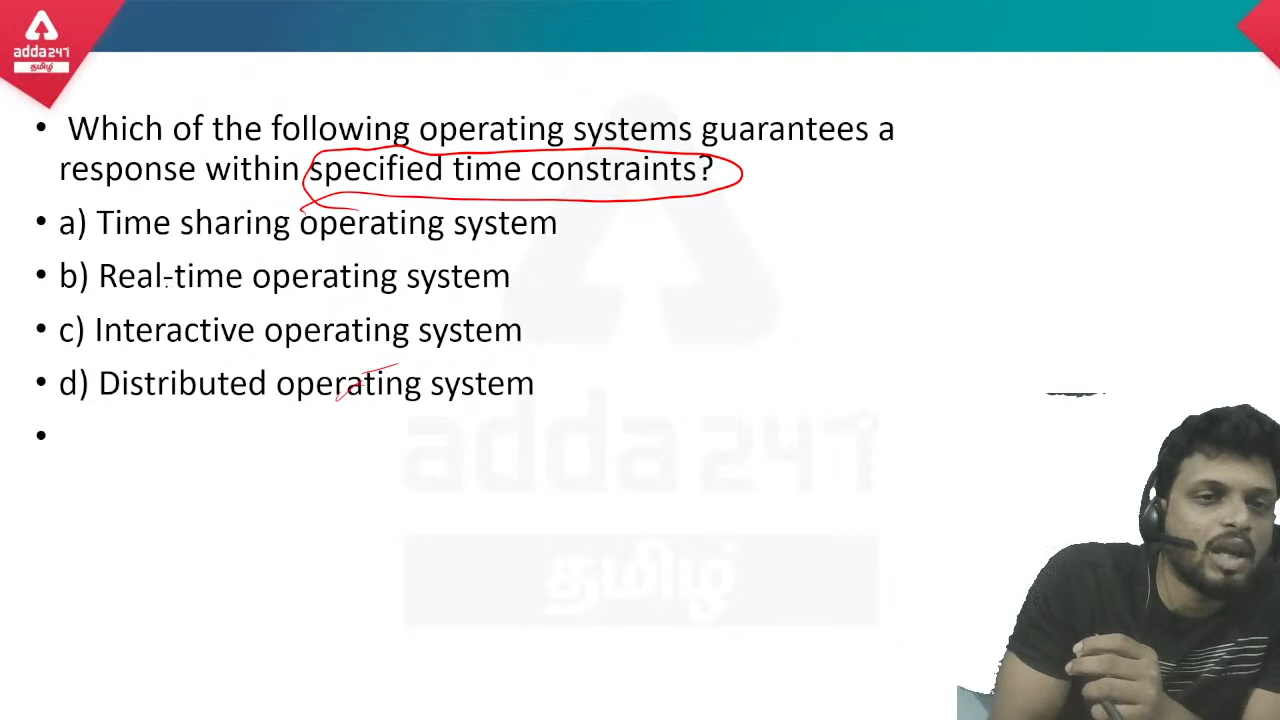 adda247
தமிழ்
• Which of the following operating systems guarantees a
response within specified time constraints?
• a) Time sharing operating system
• b) Real-time operating system
• c) Interactive operating system
• d) Distributed operating system
•
adda247
தமிழ்